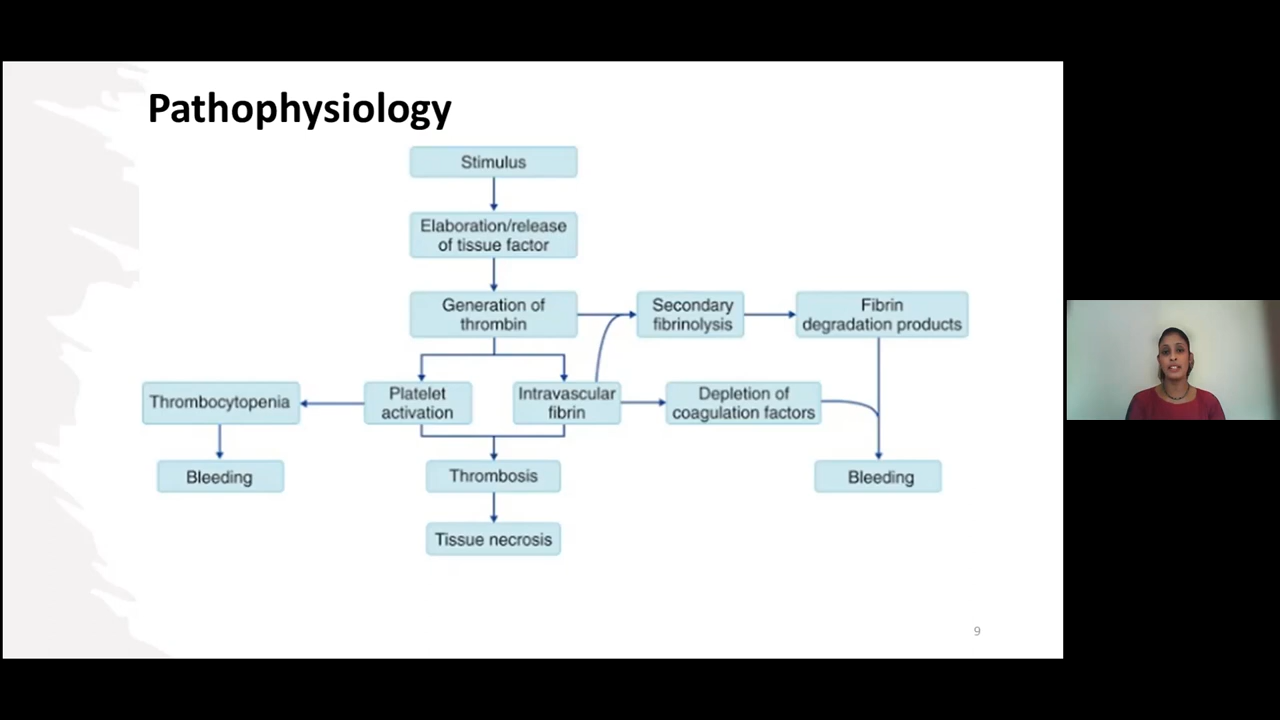 Pathophysiology
Stimulus
Elaboration/release
of tissue factor
Generation of
thrombin
Secondary
fibrinolysis
Fibrin
degradation products
Thrombocytopenia
Platelet
activation
Intravascular
fibrin
Depletion of
coagulation factors
Bleeding
Thrombosis
Bleeding
Tissue necrosis
9